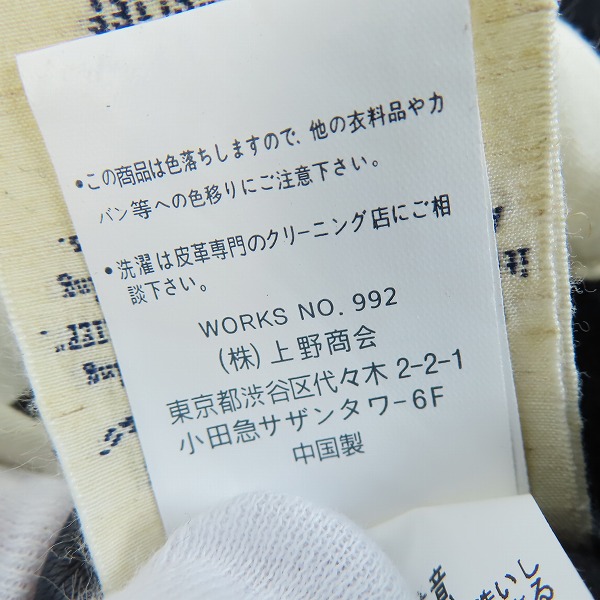 •この商品は色落ちしますので、他の衣料品やカ
バン等への色移りにご注意下さい。
•洗濯は皮革専門のクリーニング店にご相
談下さい。
WORKS NO. 992
(株)上野商会
東京都渋谷区代々木 2-2-1
小田急サザンタワー6F
中国製